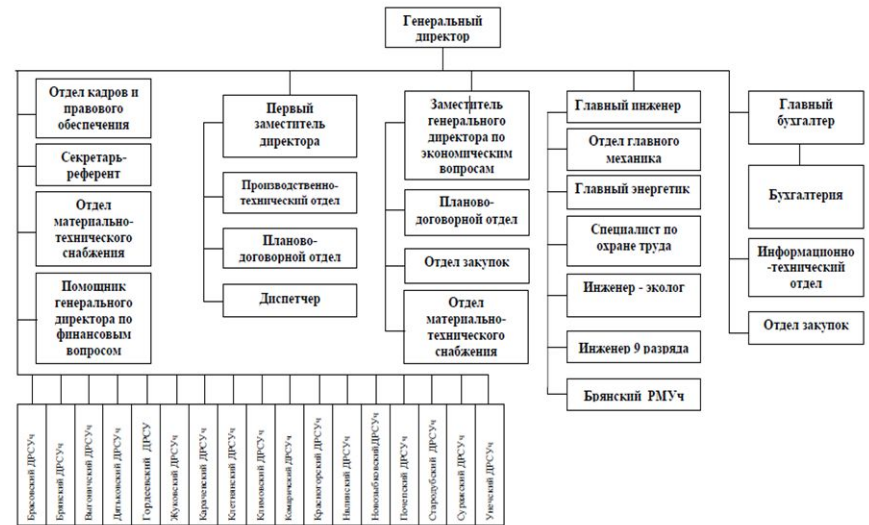 Генеральный
директор
Отдел кадров и
правового
обеспечения
Секретарь-
референт
Отдел
материально-
технического
снабжения
Помощник
генерального
директора по
финансовым
вопросом
Первый
заместитель
директора
Производственно-
технический отдел
Планово-
договорной отдел
Диспетчер
Заместитель
генерального
директора по
экономическим
вопросам
Планово-
договорной отдел
Отдел закупок
Отдел
материально-
технического
снабжения
Главный инженер
Отдел главного
механика
Главный энергетик
Специалист по
охране труда
Инженер - эколог
Инженер 9 разряда
Брянский РМУч
Главный
бухгалтер
Бухгалтерия
Информационно
-технический
отдел
Отдел закупок
Брасовский ДРСУч
Брянский ДРСУч
Выгоничский ДРСУч
Дятьковский ДРСУч
Гордеевский ДРСУ
Жуковский ДРСУч
Карачевский ДРСУч
Клетнянский ДРСУч
Климовский ДРСУч
Комаричский ДРСУч
Красногорский ДРСУч
Навлинский ДРСУч
НовозыбковскийДРСУч
Почепский ДРСУч
Стародубский ДРСУч
Суражский ДРСУч
Унечский ДРСУч